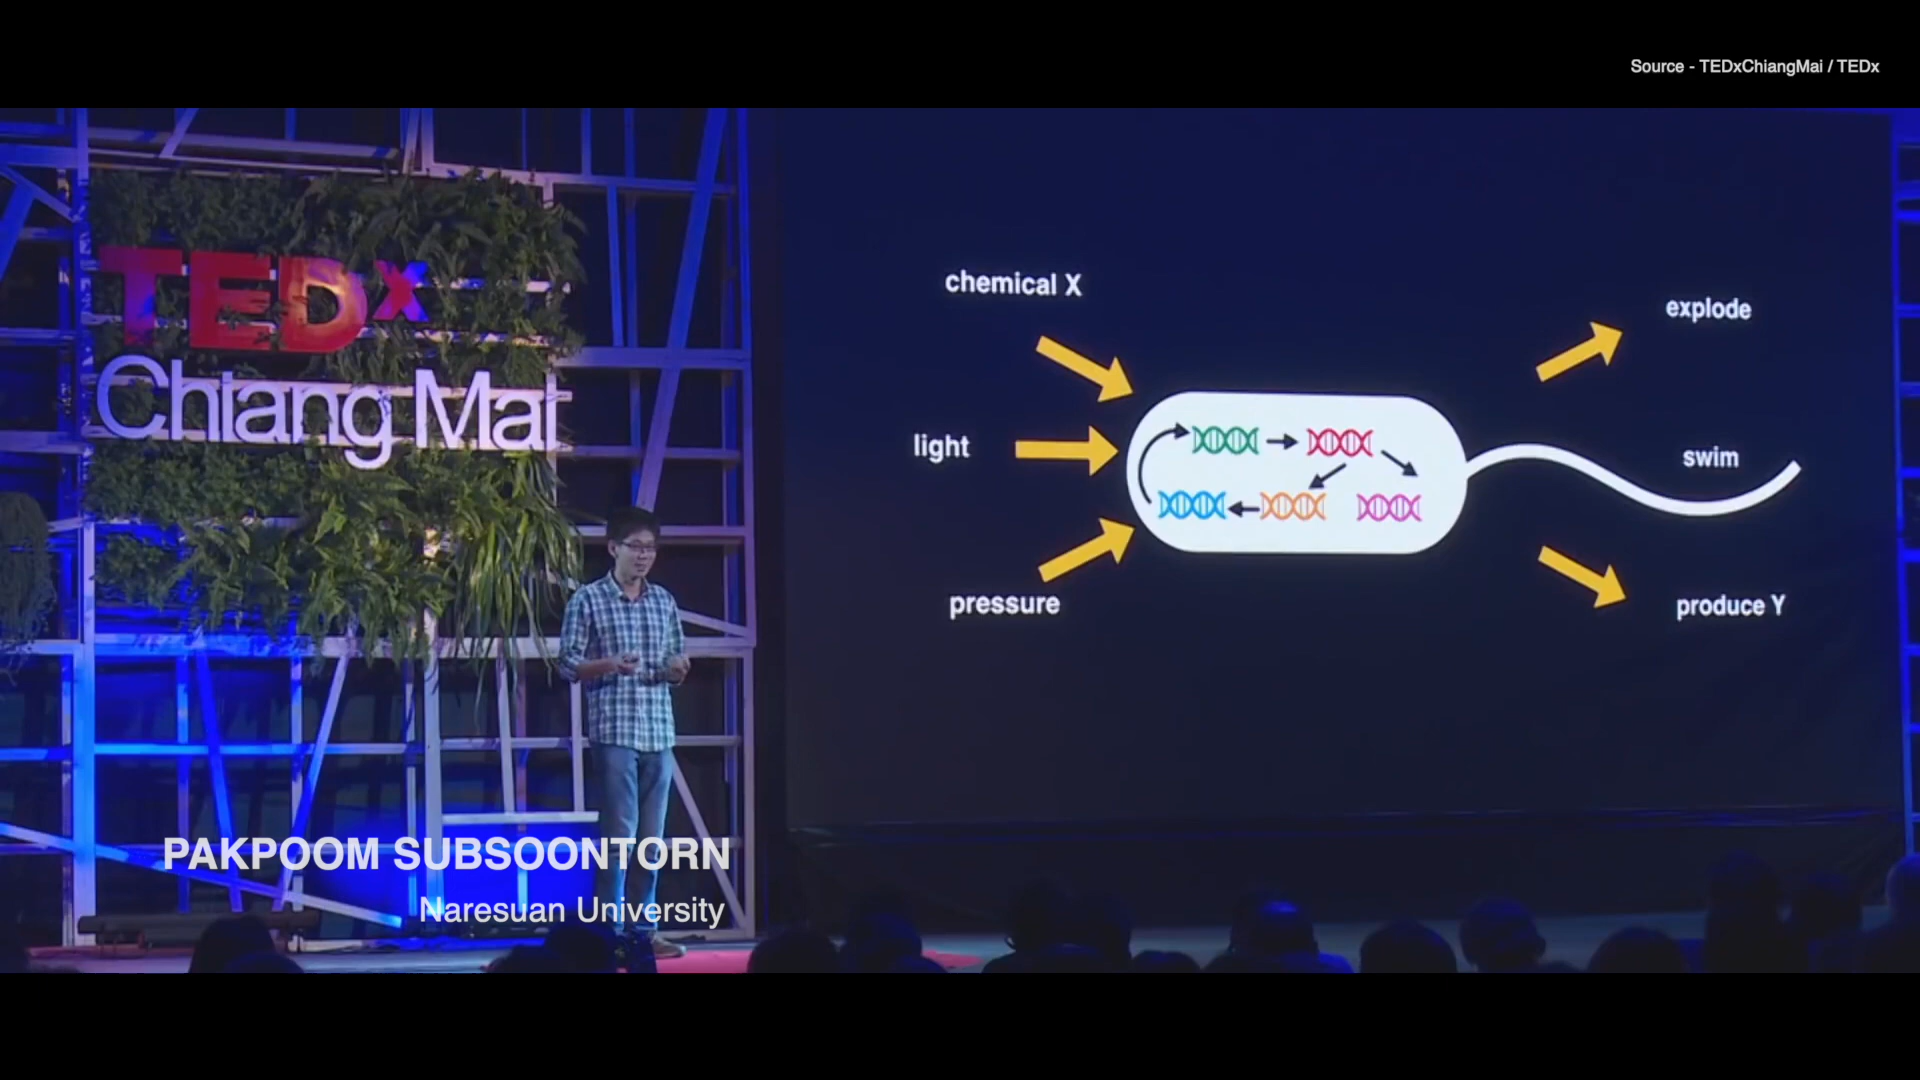 Source - TEDxChiangMai / TEDx
TEDx
Chiang Mai
chemical X
light
pressure
explode
swim
produce Y
PAKPOOM SUBSOONTORN
Naresuan University